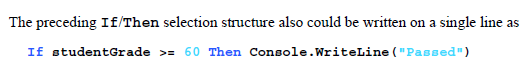 The preceding If/Then selection structure also could be written on a single line as
If studentGrade >= 60 Then Console.WriteLine("Passed")